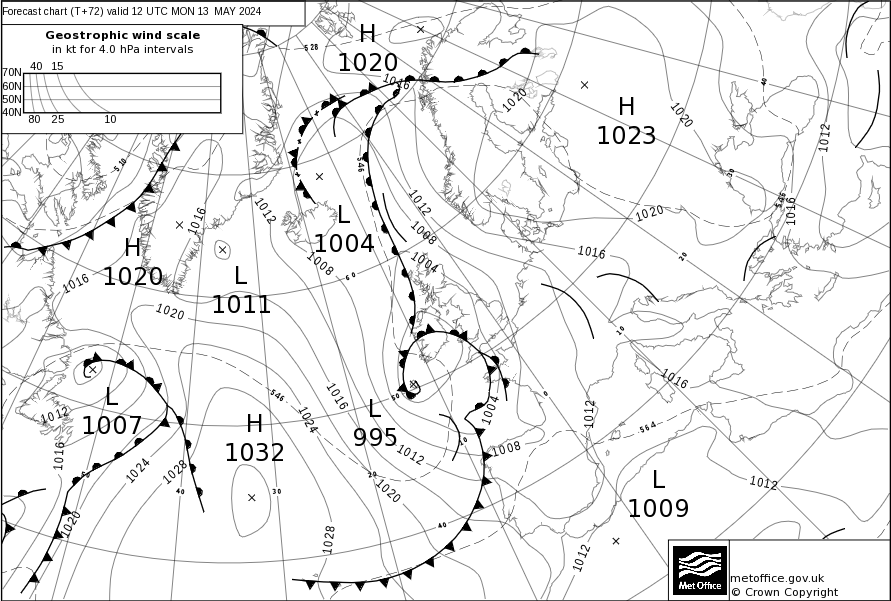 Forecast chart (T+72) valid 12 UTC MON 13 MAY 2024
Geostrophic wind scale
in kt for 4.0 hPa intervals
40 15
70N
60N
50N
40N
80 25 10
528
H
1020
1016
40
1020
H
1023
1020
1012
510
546
30
1016
1012
1012
L
1004
1008
1020
546
1016
H
1020
1004
1016
20
L
1011
1008
60
1016
1020
10
L
1007
1012
546
1024
1016
50
0
1016
1004
1012
H
1032
L
995
1012
10
1008
564
1016
1024
1028
40
30
20
1020
L
1009
1012
1020
1028
40
1012
Met Office
metoffice.gov.uk
© Crown Copyright